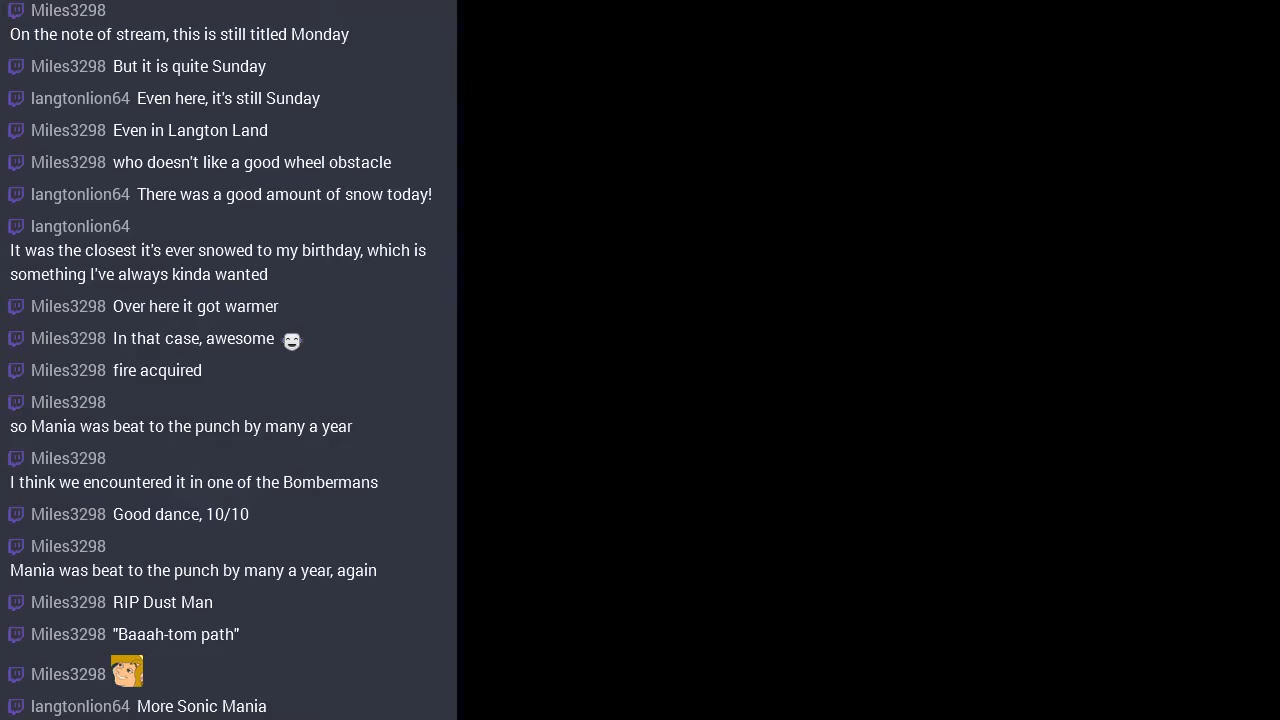 Miles3298
On the note of stream, this is still titled Monday
Miles3298 But it is quite Sunday
langtonlion64 Even here, it's still Sunday
Miles3298 Even in Langton Land
Miles3298 who doesn't like a good wheel obstacle
langtonlion64 There was a good amount of snow today!
langtonlion64
It was the closest it's ever snowed to my birthday, which is
something I've always kinda wanted
Miles3298 Over here it got warmer
Miles3298 In that case, awesome
Miles3298 fire acquired
Miles3298
so Mania was beat to the punch by many a year
Miles3298
I think we encountered it in one of the Bombermans
Miles3298 Good dance, 10/10
Miles3298
Mania was beat to the punch by many a year, again
Miles3298 RIP Dust Man
Miles3298 "Baaah-tom path"
Miles3298
langtonlion64 More Sonic Mania